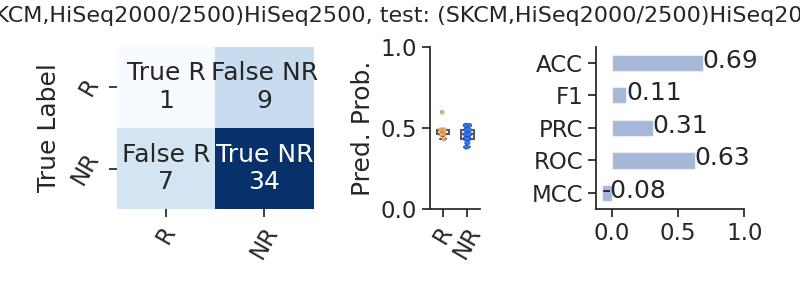 KCM,HiSeq2000/2500)HiSeq2500, test: (SKCM,HiSeq2000/2500)HiSeq20
True Label
R
NR
True R
1
False NR
9
False R
7
True NR
34
R
NR
Pred. Prob.
1.0
0.5
0.0
R
NR
ACC
F1
PRC
ROC
MCC
0.69
0.11
0.31
0.63
-0.08
0.0
0.5
1.0